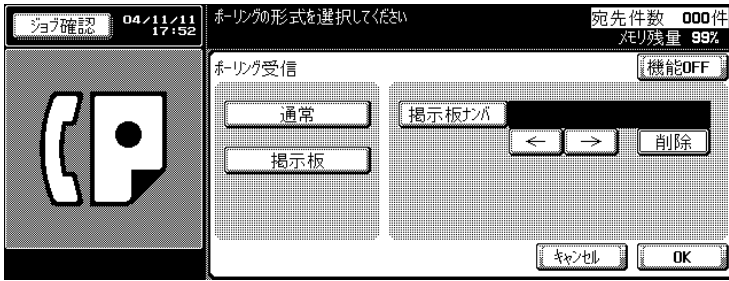 ジョブ確認
04/11/11
17:52
ポーリングの形式を選択してください
宛先件数 000件
メモリ残量 99%
ポーリング受信
機能OFF
通常
掲示板
掲示板ナンバ
← →
削除
キャンセル
OK